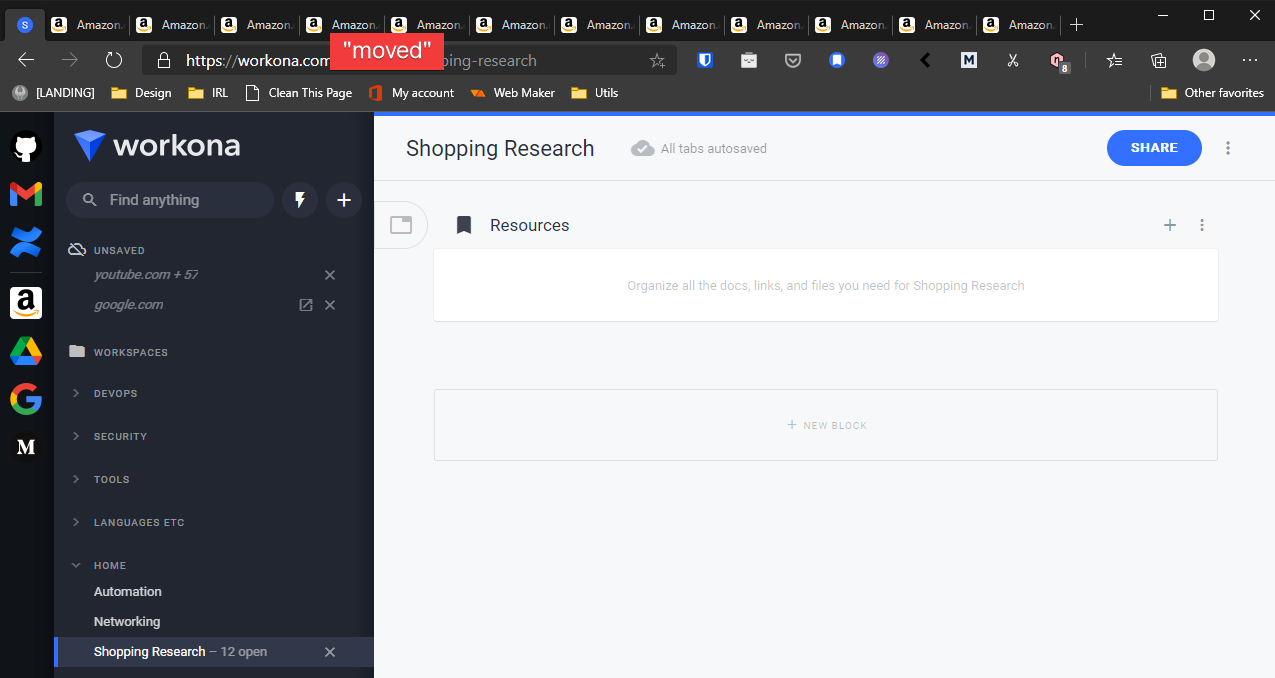 S
Amazon.
Amazon.
Amazon.
Amazon.
Amazon.
Amazon.
Amazon.
Amazon.
Amazon.
Amazon.
Amazon.
Amazon.
"moved"
https://workona.com
ing-research
M
8
[LANDING]
Design
IRL
Clean This Page
My account
Web Maker
Utils
Other favorites
workona
Find anything
UNSAVED
youtube.com + 57
google.com
WORKSPACES
DEVOPS
SECURITY
TOOLS
LANGUAGES ETC
HOME
Automation
Networking
Shopping Research – 12 open
a
G
M
Shopping Research
All tabs autosaved
SHARE
Resources
Organize all the docs, links, and files you need for Shopping Research
+ NEW BLOCK